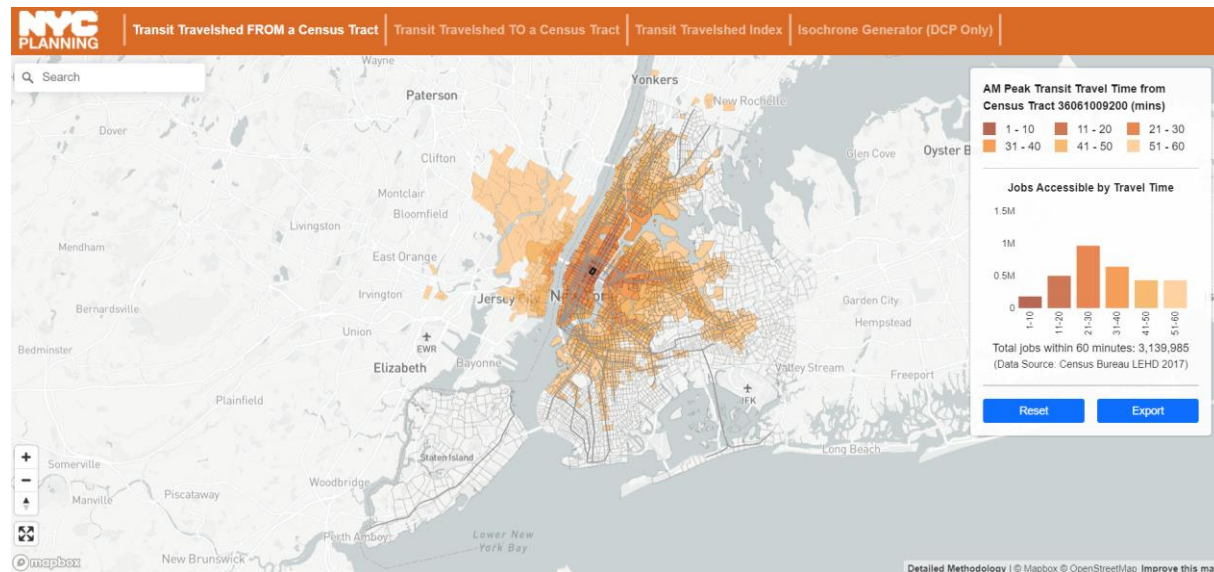 NYC
PLANNING
Transit Travelshed FROM a Census Tract
Transit Travelshed TO a Census Tract
Transit Travelshed Index
Isochrone Generator (DCP Only)
Search
AM Peak Transit Travel Time from
Census Tract 36061009200 (mins)
1 - 10 11 - 20 21 - 30
31 - 40 41 - 50 51 - 60
Jobs Accessible by Travel Time
1.5M
1M
0.5M
0
1-10
11-20
21-30
31-40
41-50
51-60
Total jobs within 60 minutes: 3,139,985
(Data Source: Census Bureau LEHD 2017)
Reset
Export
Wayne
Yonkers
Paterson
New Rochelle
Dover
Clifton
Glen Cove
Oyster B
Montclair
Livingston
Bloomfield
Mendham
East Orange
Irvington
Jersey
Bernardsville
Garden City
Hempstead
Union
EWR
Bedminster
Elizabeth
Bayonne
Valley Stream
Freeport
JFK
Plainfield
Long Beach
Staten Island
Somerville
Woodbridge
Manville
Piscataway
Perth Amboy
Lower New
York Bay
New Brunswick
+
−
mapbox
Detailed Methodology | © Mapbox © OpenStreetMap Improve this ma